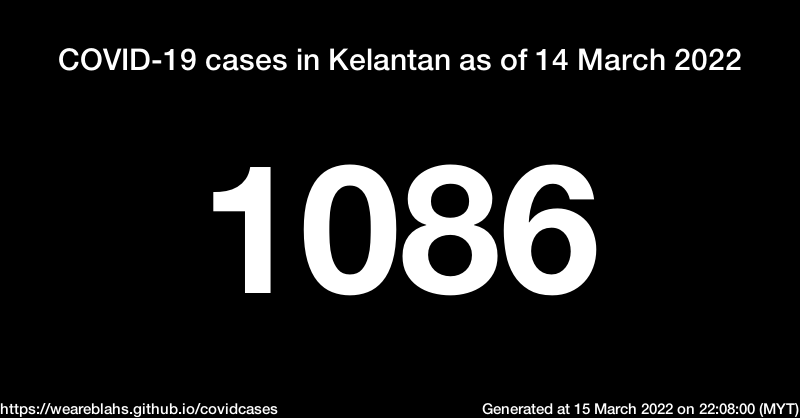 COVID-19 cases in Kelantan as of 14 March 2022
1086
https://weareblahs.github.io/covidcases
Generated at 15 March 2022 on 22:08:00 (MYT)